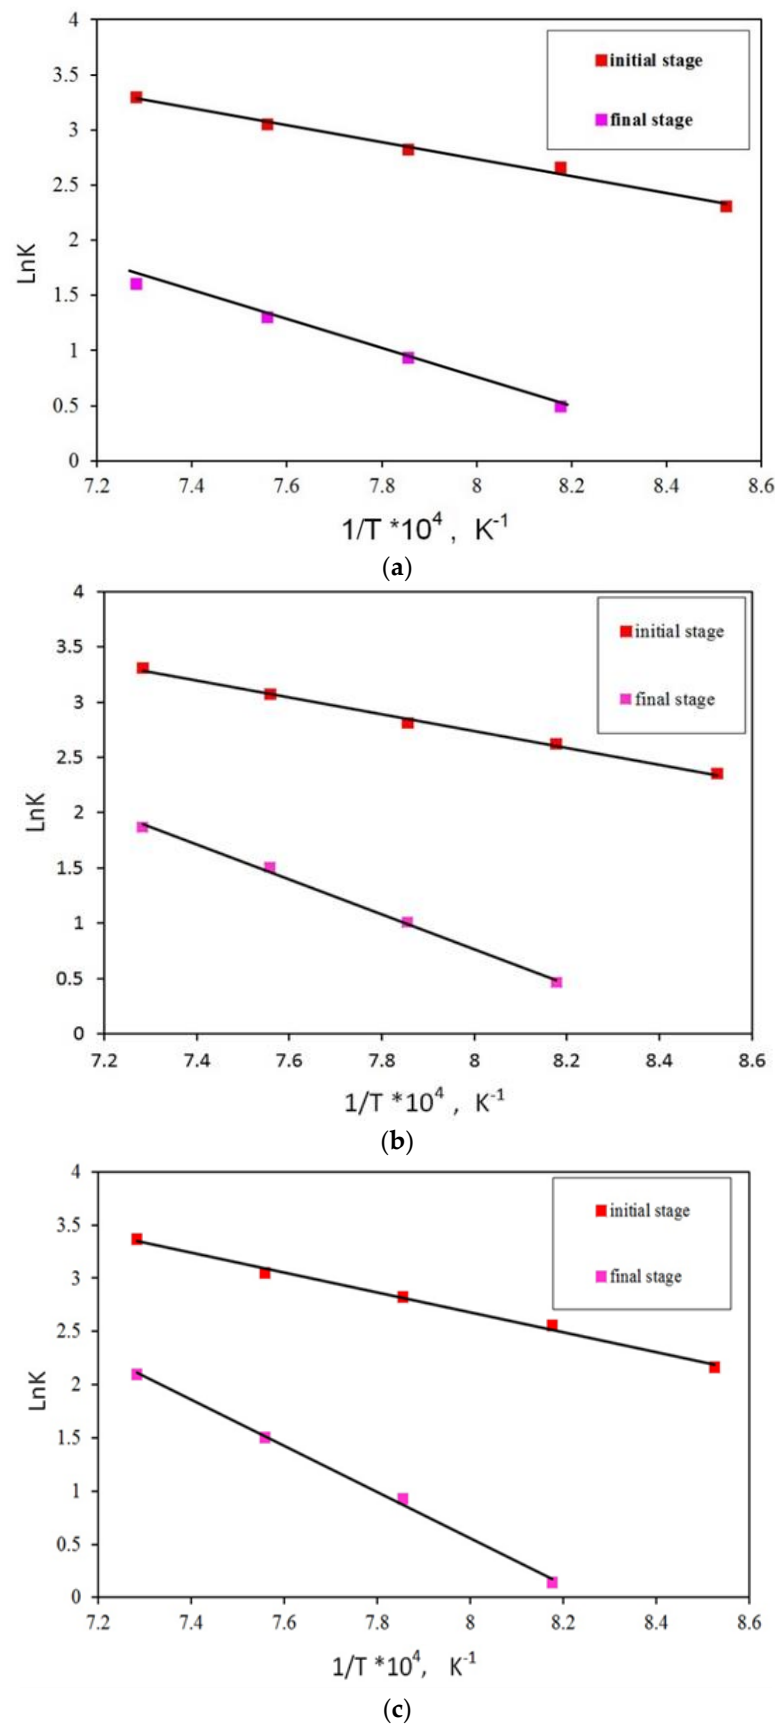 4
3.5
3
2.5
2
1.5
1
0.5
0
LnK
initial stage
final stage
7.2 7.4 7.6 7.8 8 8.2 8.4 8.6
1/T *10⁴ , K⁻¹
(a)
4
3.5
3
2.5
2
1.5
1
0.5
0
LnK
initial stage
final stage
7.2 7.4 7.6 7.8 8 8.2 8.4 8.6
1/T *10⁴ , K⁻¹
(b)
4
3.5
3
2.5
2
1.5
1
0.5
0
LnK
initial stage
final stage
7.2 7.4 7.6 7.8 8 8.2 8.4 8.6
1/T *10⁴, K⁻¹
(c)